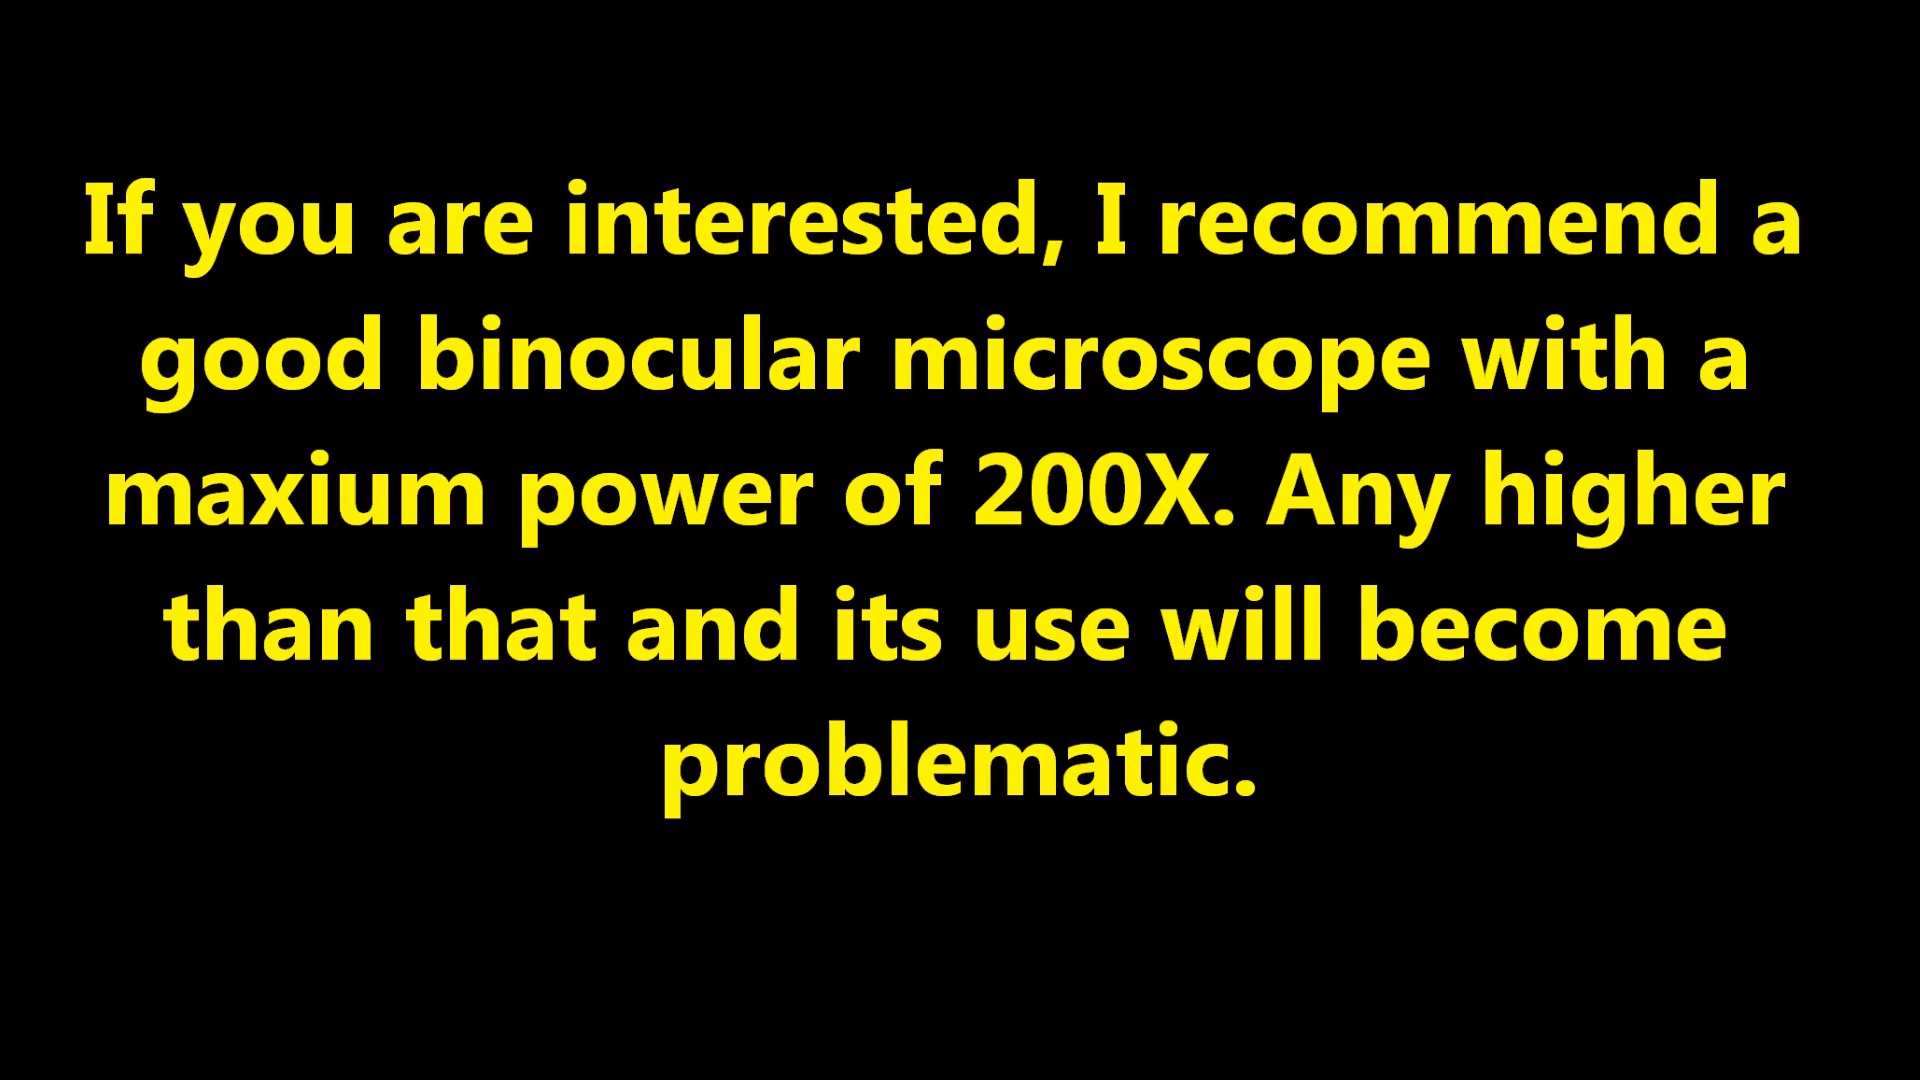 If you are interested, I recommend a
good binocular microscope with a
maxium power of 200X. Any higher
than that and its use will become
problematic.